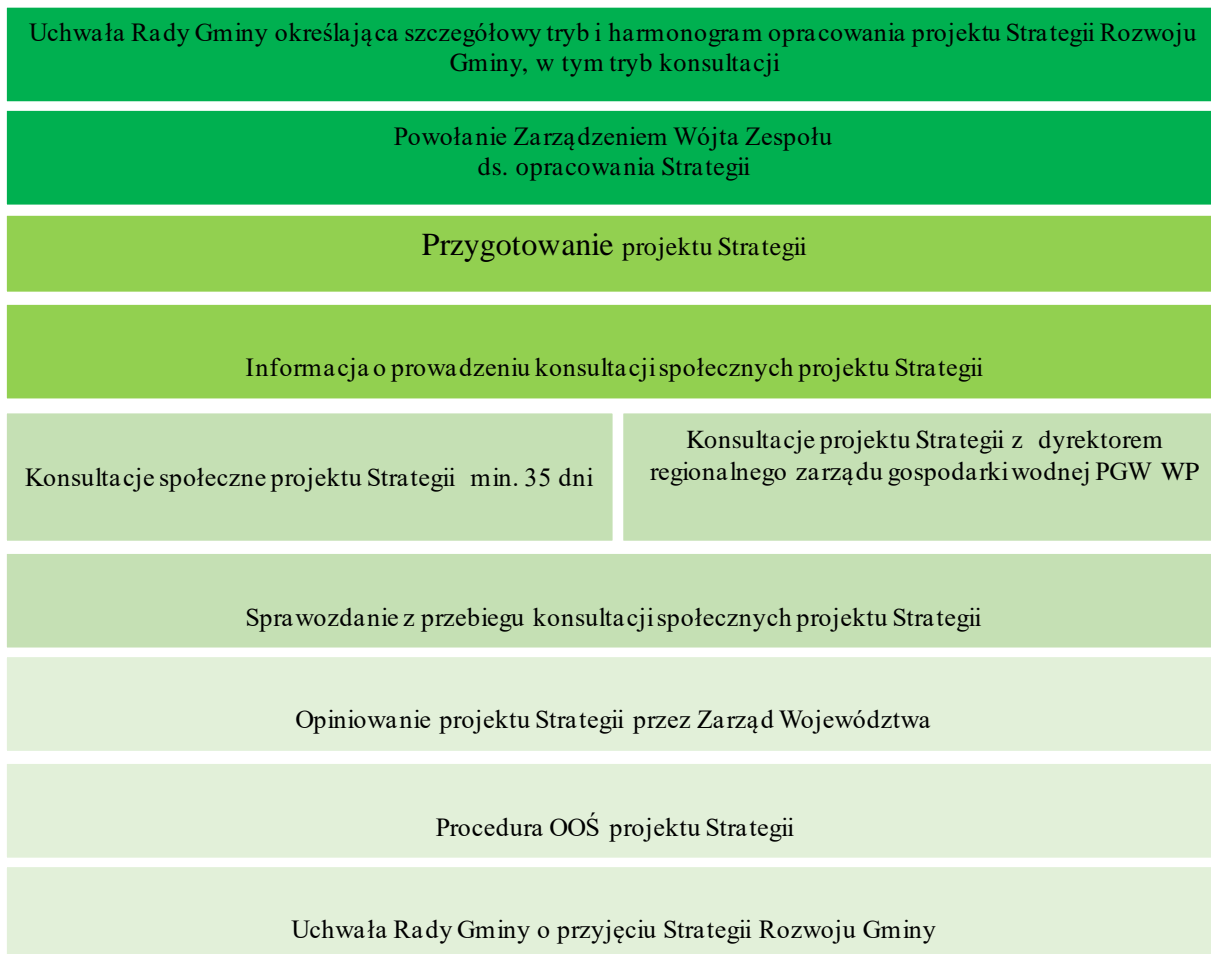 Uchwała Rady Gminy określająca szczegółowy tryb i harmonogram opracowania projektu Strategii Rozwoju
Gminy, w tym tryb konsultacji
Powołanie Zarządzeniem Wójta Zespołu
ds. opracowania Strategii
Przygotowanie projektu Strategii
Informacja o prowadzeniu konsultacji społecznych projektu Strategii
Konsultacje społeczne projektu Strategii min. 35 dni
Konsultacje projektu Strategii z dyrektorem
regionalnego zarządu gospodarki wodnej PGW WP
Sprawozdanie z przebiegu konsultacji społecznych projektu Strategii
Opiniowanie projektu Strategii przez Zarząd Województwa
Procedura OOŚ projektu Strategii
Uchwała Rady Gminy o przyjęciu Strategii Rozwoju Gminy